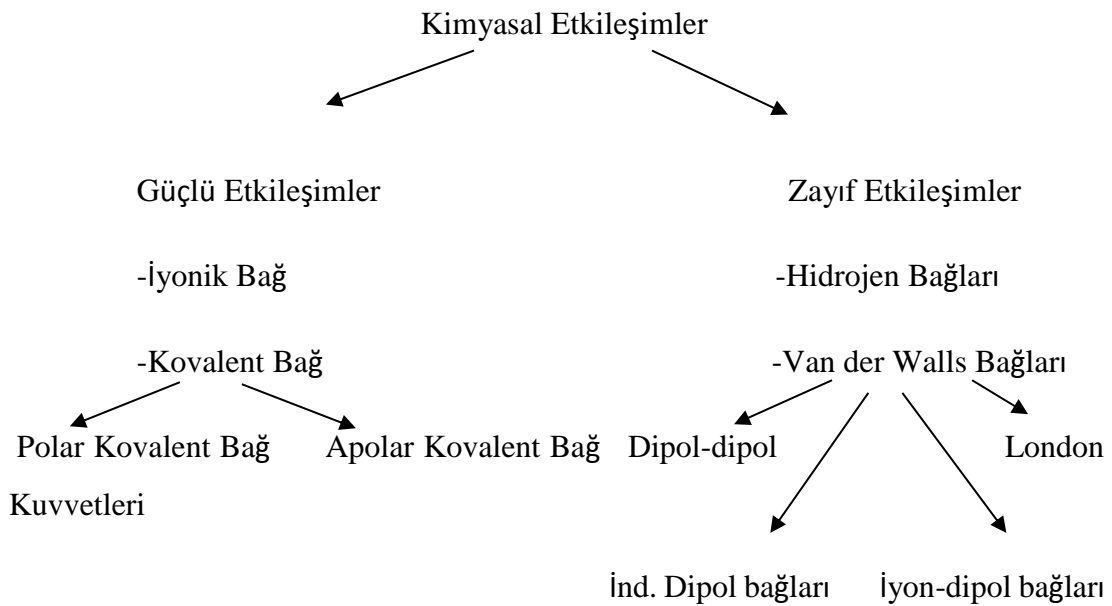 Kimyasal Etkileşimler
Güçlü Etkileşimler Zayıf Etkileşimler
-İyonik Bağ -Hidrojen Bağları
-Kovalent Bağ -Van der Walls Bağları
Polar Kovalent Bağ Apolar Kovalent Bağ Dipol-dipol London
Kuvvetleri
İnd. Dipol bağları İyon-dipol bağları